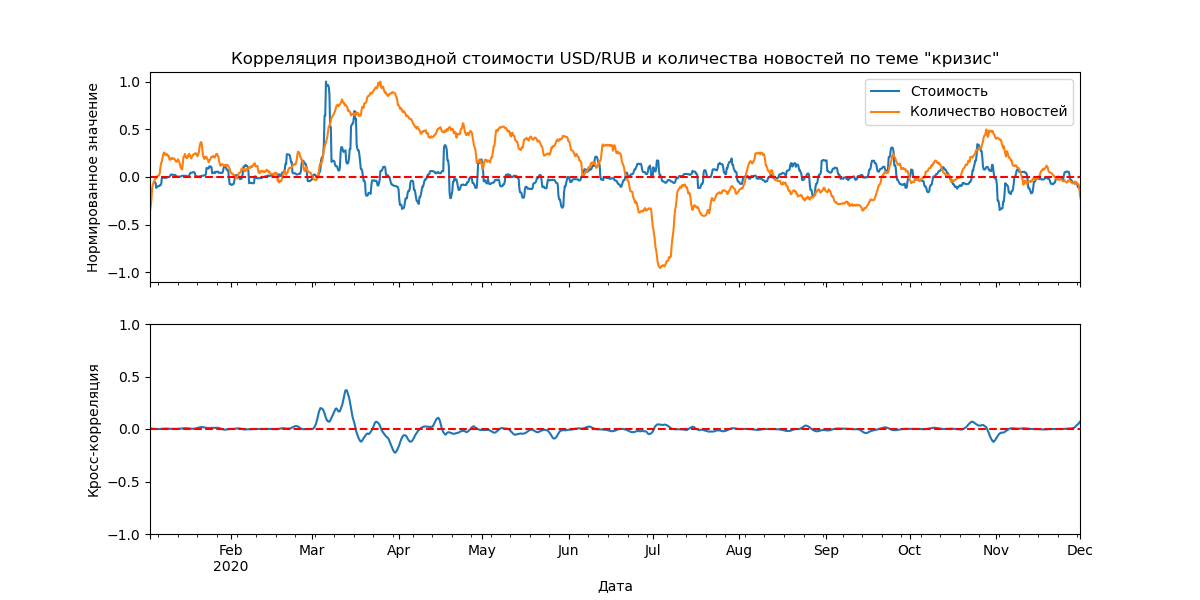 Корреляция производной стоимости USD/RUB и количества новостей по теме "кризис"
Нормированное значение
1.0
0.5
0.0
−0.5
−1.0
Стоимость
Количество новостей
Кросс-корреляция
1.0
0.5
0.0
−0.5
−1.0
Feb Mar Apr May Jun Jul Aug Sep Oct Nov Dec
2020
Дата